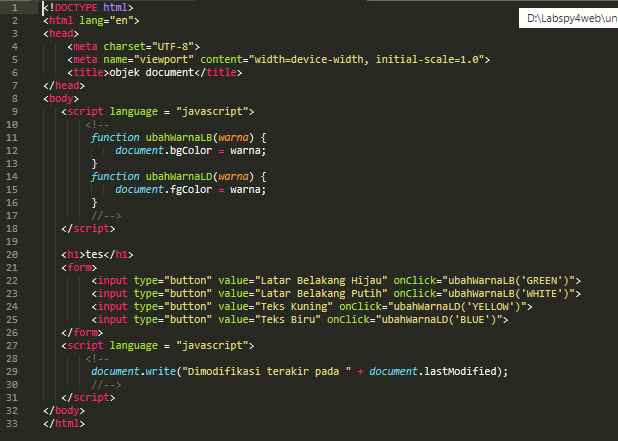 1 <!DOCTYPE html>
D:\Labspy4web\un
2 <html lang="en">
3 <head>
4     <meta charset="UTF-8">
5     <meta name="viewport" content="width=device-width, initial-scale=1.0">
6     <title>objek document</title>
7 </head>
8 <body>
9    <script language = "javascript">
10        <!--
11         function ubahWarnaLB(warna) {
12             document.bgColor = warna;
13         }
14         function ubahWarnaLD(warna) {
15             document.fgColor = warna;
16         }
17         //-->
18    </script>
19
20    <h1>tes</h1>
21    <form>
22         <input type="button" value="Latar Belakang Hijau" onClick="ubahWarnaLB('GREEN')">
23         <input type="button" value="Latar Belakang Putih" onClick="ubahWarnaLB('WHITE')">
24         <input type="button" value="Teks Kuning" onClick="ubahWarnaLD('YELLOW')">
25         <input type="button" value="Teks Biru" onClick="ubahWarnaLD('BLUE')">
26    </form>
27    <script language = "javascript">
28        <!--
29         document.write("Dimodifikasi terakir pada " + document.lastModified);
30         //-->
31    </script>
32 </body>
33 </html>